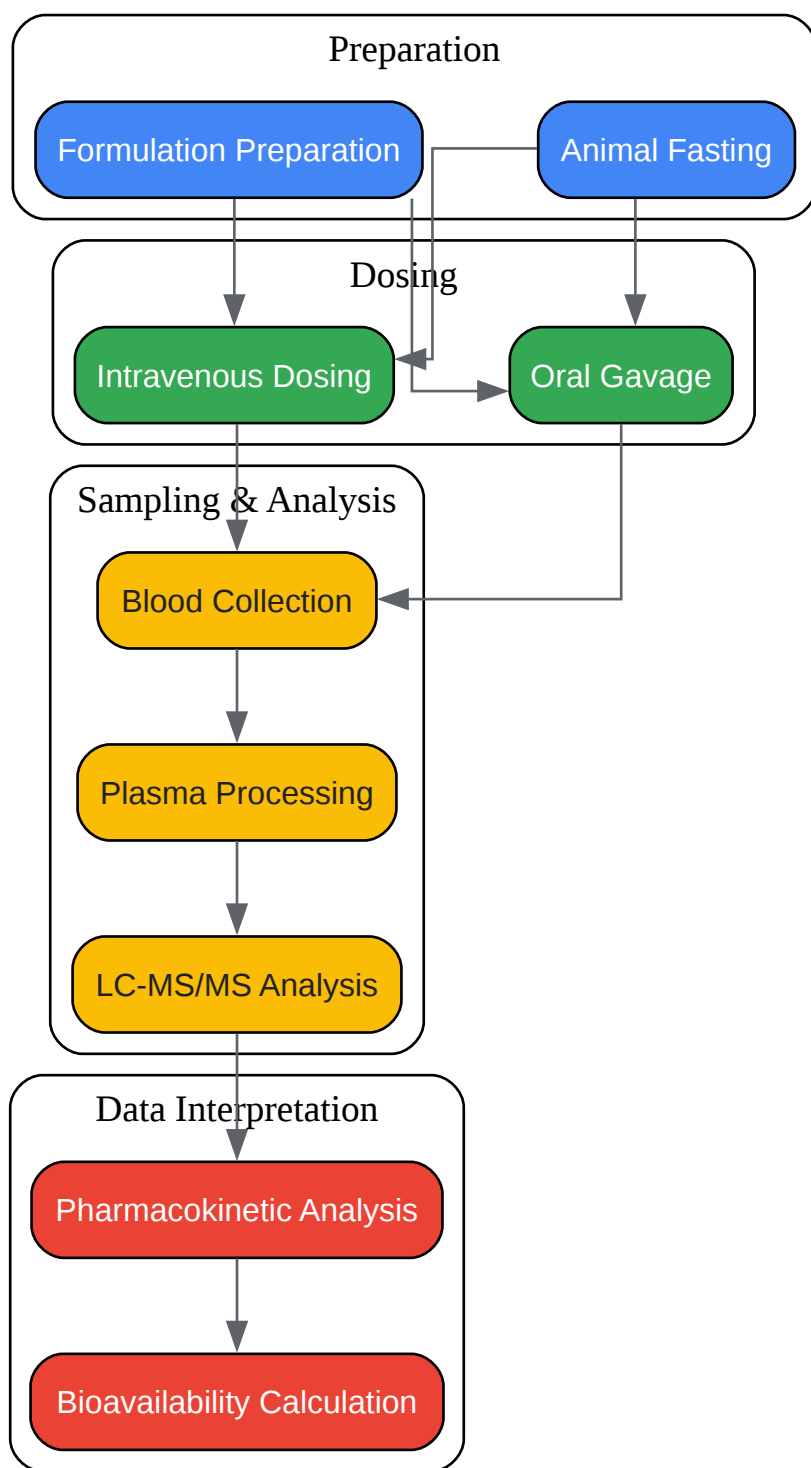 Preparation
Formulation Preparation
Animal Fasting
Dosing
Intravenous Dosing
Oral Gavage
Sampling & Analysis
Blood Collection
Plasma Processing
LC-MS/MS Analysis
Data Interpretation
Pharmacokinetic Analysis
Bioavailability Calculation